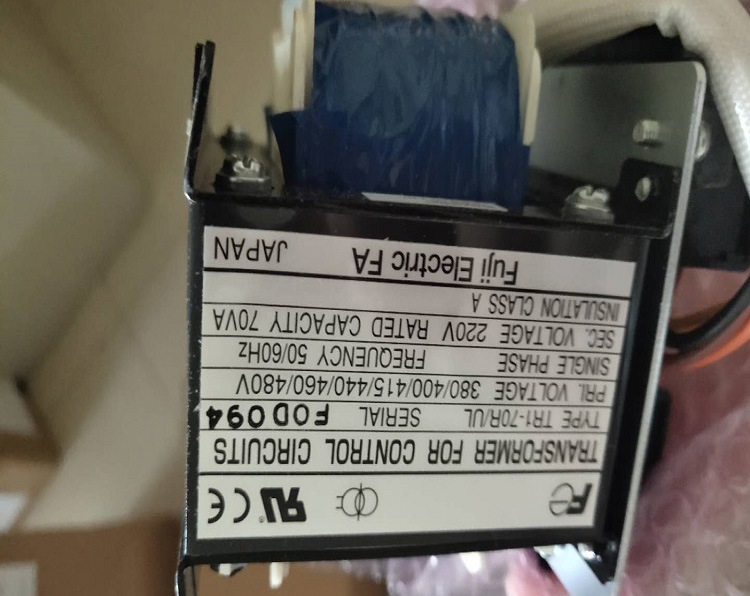 Fe RU CE
TRANSFORMER FOR CONTROL CIRCUITS
TYPE TR1-70R/UL SERIAL F0D094
PRI. VOLTAGE 380/400/415/440/460/480V
SINGLE PHASE FREQUENCY 50/60Hz
SEC. VOLTAGE 220V RATED CAPACITY 70VA
INSULATION CLASS A
Fuji Electric FA JAPAN